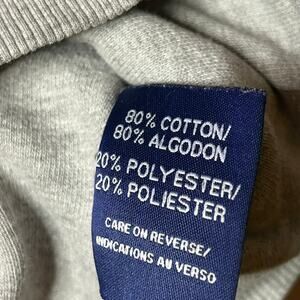 80% COTTON/
80% ALGODON
20% POLYESTER/
20% POLIESTER
CARE ON REVERSE/
INDICATIONS AU VERSO